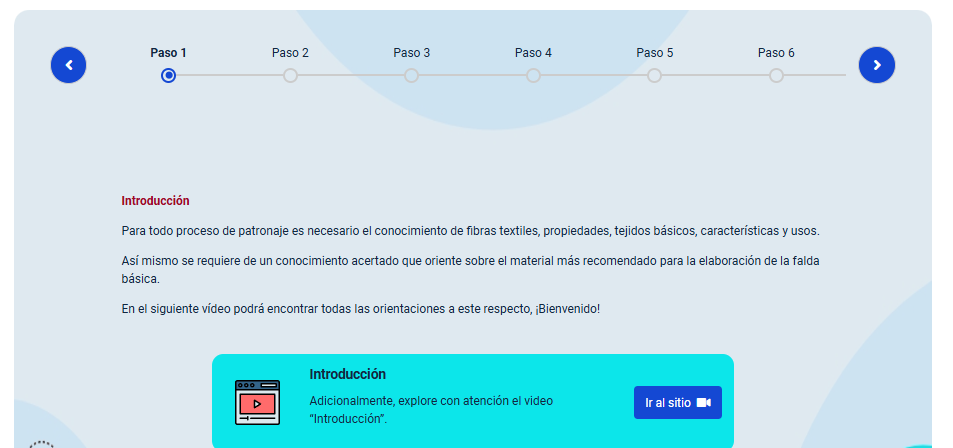 Paso 1 Paso 2 Paso 3 Paso 4 Paso 5 Paso 6
Introducción
Para todo proceso de patronaje es necesario el conocimiento de fibras textiles, propiedades, tejidos básicos, características y usos.
Así mismo se requiere de un conocimiento acertado que oriente sobre el material más recomendado para la elaboración de la falda
básica.
En el siguiente vídeo podrá encontrar todas las orientaciones a este respecto, ¡Bienvenido!
Introducción
Adicionalmente, explore con atención el video
“Introducción”.
Ir al sitio